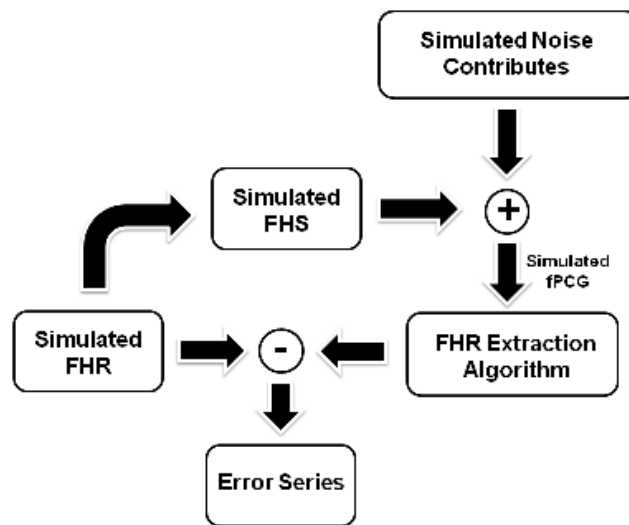 Simulated Noise
Contributes
Simulated
FHS
+
Simulated
fPCG
Simulated
FHR
-
FHR Extraction
Algorithm
Error Series